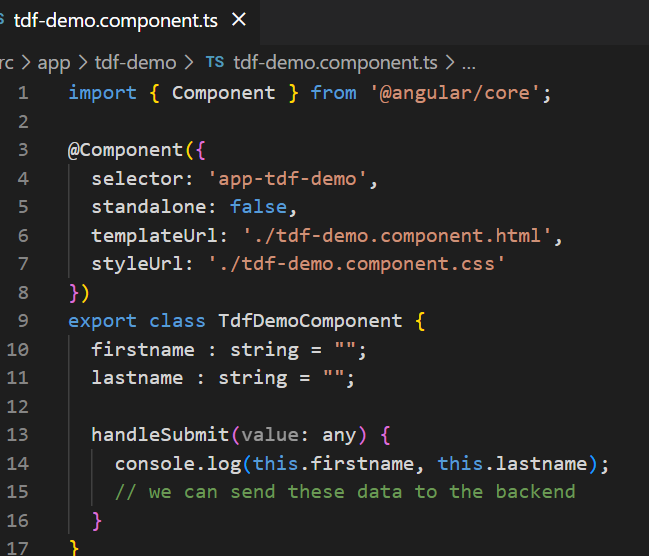 tdf-demo.component.ts ×
rc > app > tdf-demo > TS tdf-demo.component.ts > ...
1 import { Component } from '@angular/core';
2
3 @Component({
4   selector: 'app-tdf-demo',
5   standalone: false,
6   templateUrl: './tdf-demo.component.html',
7   styleUrl: './tdf-demo.component.css'
8 })
9 export class TdfDemoComponent {
10   firstname : string = "";
11   lastname : string = "";
12
13   handleSubmit(value: any) {
14     console.log(this.firstname, this.lastname);
15     // we can send these data to the backend
16   }
17 }